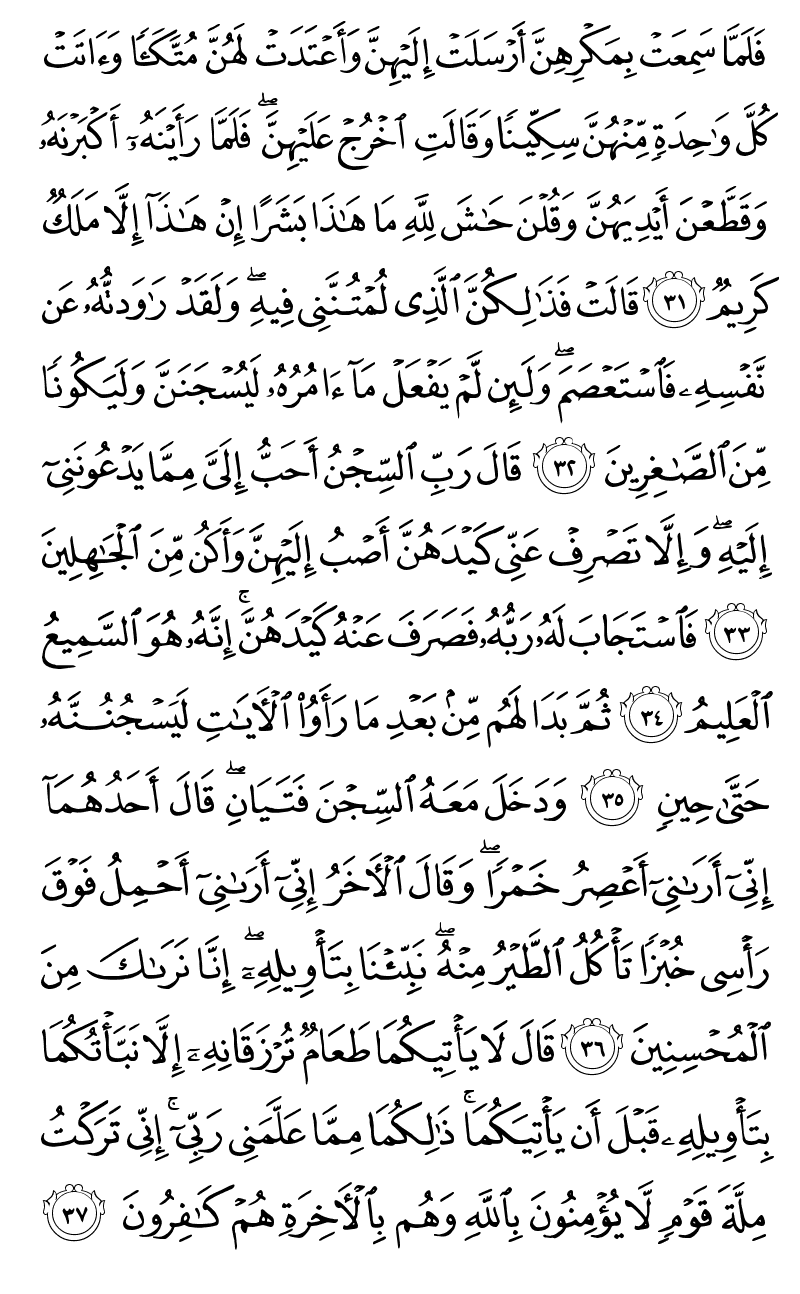 فَلَمَّا سَمِعَتْ بِمَكْرِهِنَّ أَرْسَلَتْ إِلَيْهِنَّ وَأَعْتَدَتْ لَهُنَّ مُتَّكَـًٔا وَءَاتَتْ
كُلَّ وَٰحِدَةٍ مِّنْهُنَّ سِكِّينًا وَقَالَتِ ٱخْرُجْ عَلَيْهِنَّ ۖ فَلَمَّا رَأَيْنَهُۥٓ أَكْبَرْنَهُۥ
وَقَطَّعْنَ أَيْدِيَهُنَّ وَقُلْنَ حَٰشَ لِلَّهِ مَا هَٰذَا بَشَرًا إِنْ هَٰذَآ إِلَّا مَلَكٌ
كَرِيمٌ ٣١ قَالَتْ فَذَٰلِكُنَّ ٱلَّذِى لُمْتُنَّنِى فِيهِ ۖ وَلَقَدْ رَٰوَدتُّهُۥ عَن
نَّفْسِهِۦ فَٱسْتَعْصَمَ ۖ وَلَئِن لَّمْ يَفْعَلْ مَآ ءَامُرُهُۥ لَيُسْجَنَنَّ وَلَيَكُونًا
مِّنَ ٱلصَّٰغِرِينَ ٣٢ قَالَ رَبِّ ٱلسِّجْنُ أَحَبُّ إِلَىَّ مِمَّا يَدْعُونَنِىٓ
إِلَيْهِ ۖ وَإِلَّا تَصْرِفْ عَنِّى كَيْدَهُنَّ أَصْبُ إِلَيْهِنَّ وَأَكُن مِّنَ ٱلْجَٰهِلِينَ
٣٣ فَٱسْتَجَابَ لَهُۥ رَبُّهُۥ فَصَرَفَ عَنْهُ كَيْدَهُنَّ ۚ إِنَّهُۥ هُوَ ٱلسَّمِيعُ
ٱلْعَلِيمُ ٣٤ ثُمَّ بَدَا لَهُم مِّنۢ بَعْدِ مَا رَأَوُا۟ ٱلْـَٔايَٰتِ لَيَسْجُنُنَّهُۥ
حَتَّىٰ حِينٍ ٣٥ وَدَخَلَ مَعَهُ ٱلسِّجْنَ فَتَيَانِ ۖ قَالَ أَحَدُهُمَآ
إِنِّىٓ أَرَىٰنِىٓ أَعْصِرُ خَمْرًا ۖ وَقَالَ ٱلْـَٔاخَرُ إِنِّىٓ أَرَىٰنِىٓ أَحْمِلُ فَوْقَ
رَأْسِى خُبْزًا تَأْكُلُ ٱلطَّيْرُ مِنْهُ ۖ نَبِّئْنَا بِتَأْوِيلِهِۦٓ ۖ إِنَّا نَرَىٰكَ مِنَ
ٱلْمُحْسِنِينَ ٣٦ قَالَ لَا يَأْتِيكُمَا طَعَامٌ تُرْزَقَانِهِۦٓ إِلَّا نَبَّأْتُكُمَا
بِتَأْوِيلِهِۦ قَبْلَ أَن يَأْتِيَكُمَا ۚ ذَٰلِكُمَا مِمَّا عَلَّمَنِى رَبِّىٓ ۚ إِنِّى تَرَكْتُ
مِلَّةَ قَوْمٍ لَّا يُؤْمِنُونَ بِٱللَّهِ وَهُم بِٱلْـَٔاخِرَةِ هُمْ كَٰفِرُونَ ٣٧